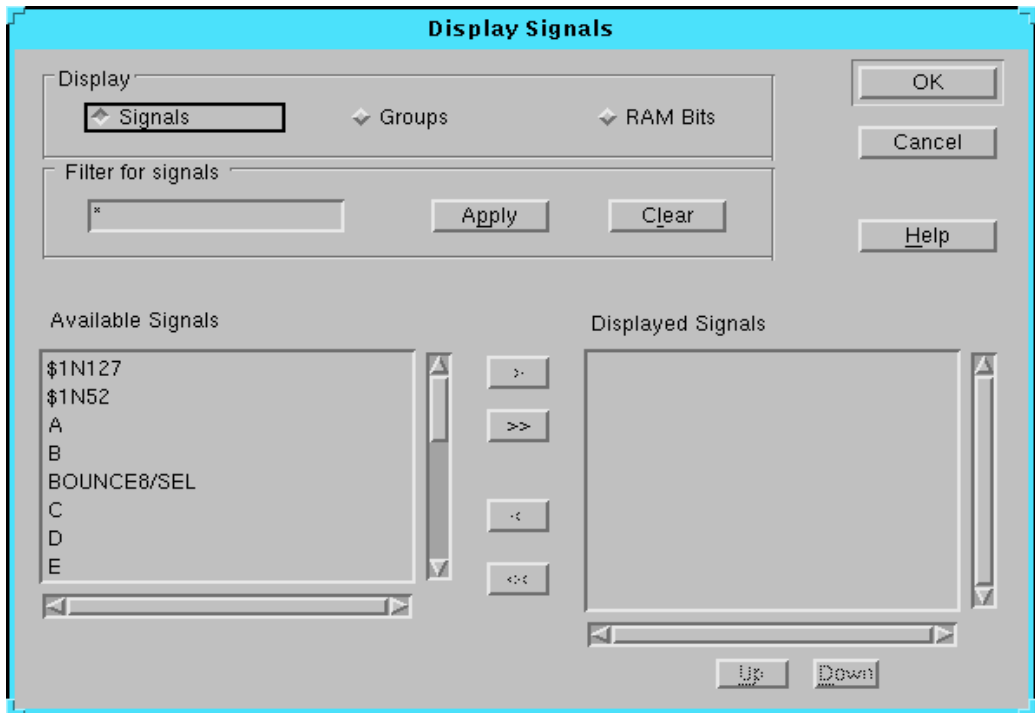 Display Signals
Display
Signals
Groups
RAM Bits
OK
Cancel
Filter for signals
*
Apply
Clear
Help
Available Signals
Displayed Signals
$1N127
$1N52
A
B
BOUNCE8/SEL
C
D
E
>
>>
<
<<
Up
Down